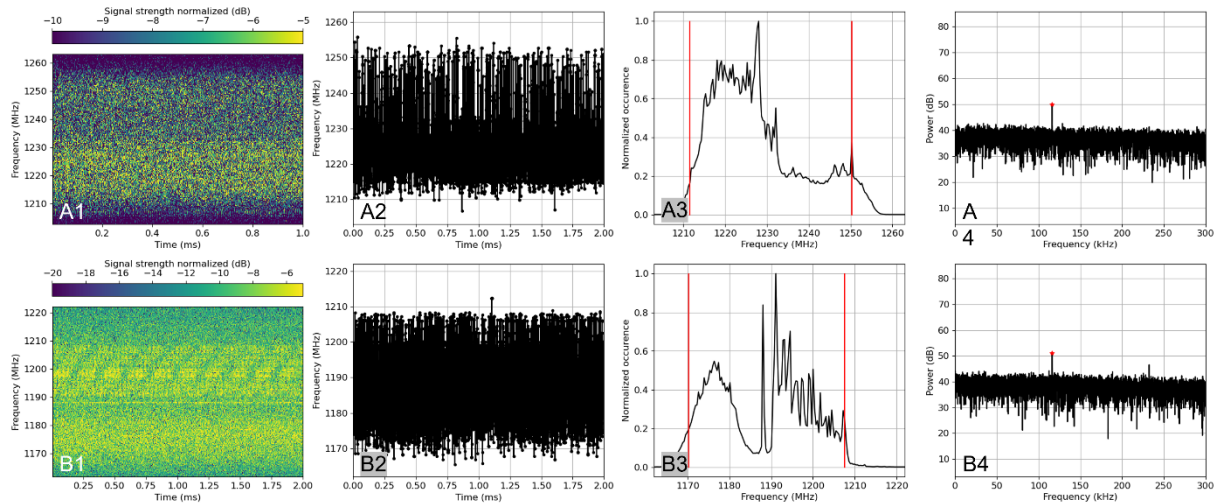 Signal strength normalized (dB)
−10 −9 −8 −7 −6 −5
Frequency (MHz)
1260
1250
1240
1230
1220
1210
0.2 0.4 0.6 0.8 1.0
Time (ms)
A1
Frequency (MHz)
1260
1250
1240
1230
1220
1210
0.00 0.25 0.50 0.75 1.00 1.25 1.50 1.75 2.00
Time (ms)
A2
Normalized occurence
1.0
0.8
0.6
0.4
0.2
0.0
1210 1220 1230 1240 1250 1260
Frequency (MHz)
A3
Power (dB)
80
70
60
50
40
30
20
0 50 100 150 200 250 300
Frequency (kHz)
A
4
Signal strength normalized (dB)
−20 −18 −16 −14 −12 −10 −8 −6
Frequency (MHz)
1220
1210
1200
1190
1180
1170
0.25 0.50 0.75 1.00 1.25 1.50 1.75 2.00
Time (ms)
B1
Frequency (MHz)
1220
1210
1200
1190
1180
1170
1160
0.00 0.25 0.50 0.75 1.00 1.25 1.50 1.75 2.00
Time (ms)
B2
Normalized occurence
1.0
0.8
0.6
0.4
0.2
0.0
1170 1180 1190 1200 1210 1220
Frequency (MHz)
B3
Power (dB)
80
70
60
50
40
30
20
0 50 100 150 200 250 300
Frequency (kHz)
B4